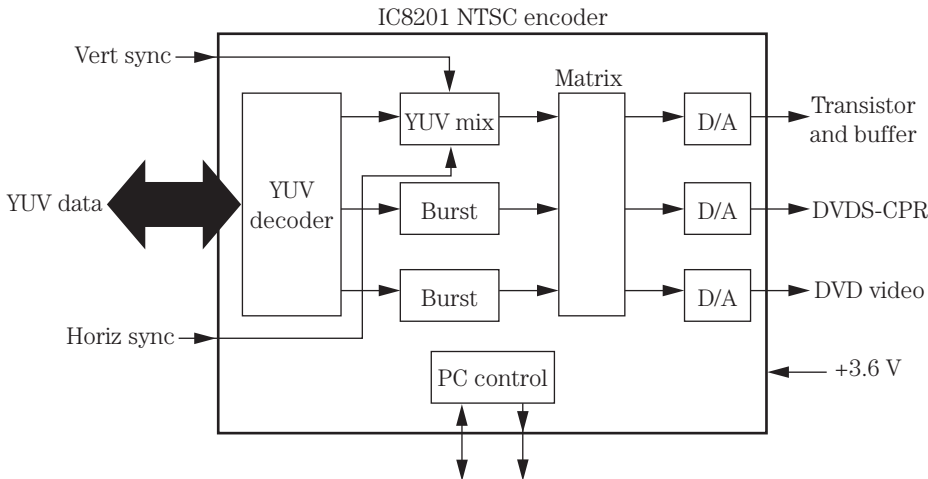 IC8201 NTSC encoder
Vert sync
Matrix
YUV mix
D/A
Transistor
and buffer
YUV data
YUV
decoder
Burst
D/A
DVDS-CPR
Burst
D/A
DVD video
Horiz sync
PC control
+3.6 V